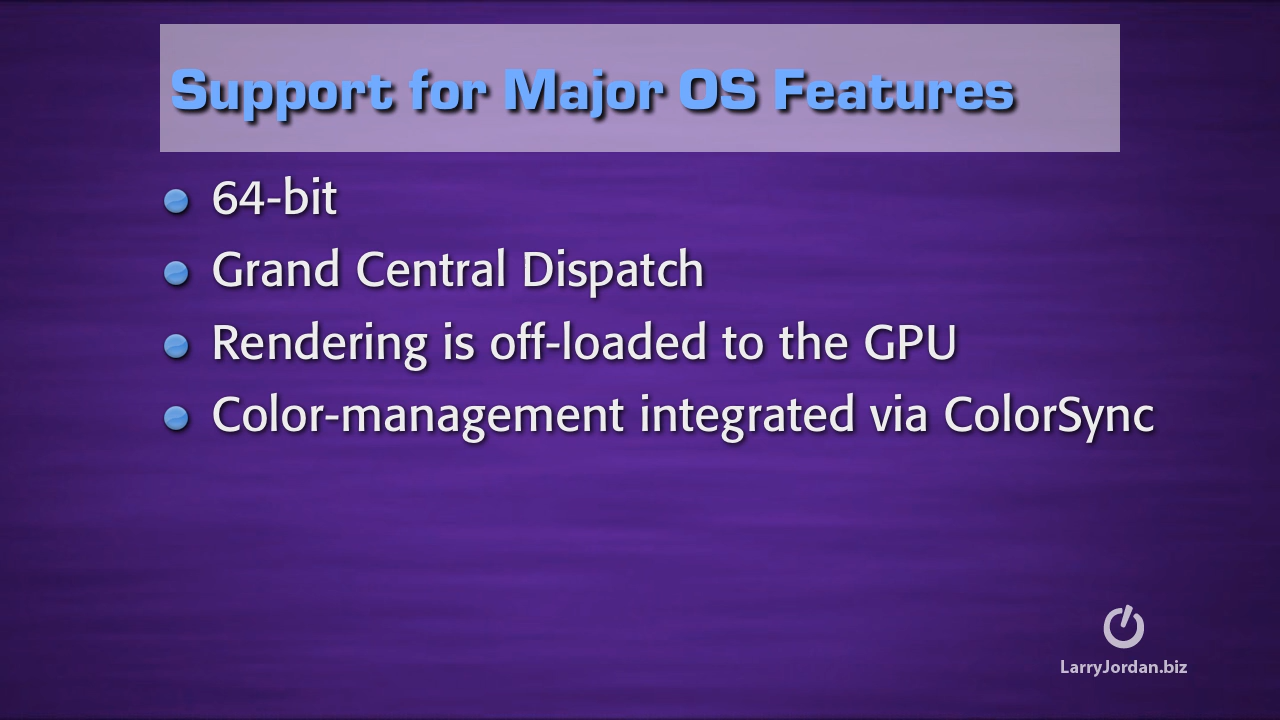 Support for Major OS Features
64-bit
Grand Central Dispatch
Rendering is off-loaded to the GPU
Color-management integrated via ColorSync
LarryJordan.biz